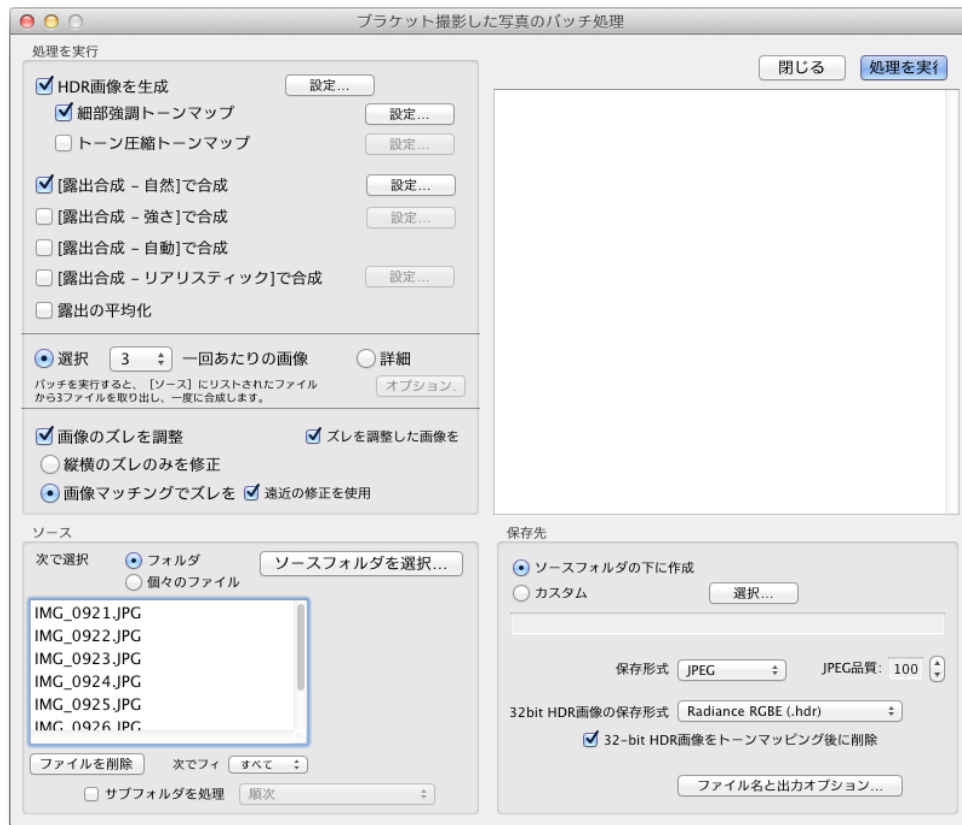 ブラケット撮影した写真のバッチ処理
処理を実行
閉じる
処理を実行
HDR画像を生成
設定...
細部強調トーンマップ
設定...
トーン圧縮トーンマップ
設定...
[露出合成 – 自然]で合成
設定...
[露出合成 – 強さ]で合成
設定...
[露出合成 – 自動]で合成
[露出合成 – リアリスティック]で合成
設定...
露出の平均化
選択 3 一回あたりの画像
詳細
バッチを実行すると、 [ソース] にリストされたファイル
から3ファイルを取り出し、一度に合成します。
オプション.
画像のズレを調整
ズレを調整した画像を
縦横のズレのみを修正
画像マッチングでズレを
遠近の修正を使用
ソース
次で選択
フォルダ
個々のファイル
ソースフォルダを選択...
IMG_0921.JPG
IMG_0922.JPG
IMG_0923.JPG
IMG_0924.JPG
IMG_0925.JPG
IMG_0926.JPG
ファイルを削除
次でフィ
すべて
サブフォルダを処理
順次
保存先
ソースフォルダの下に作成
カスタム
選択...
保存形式 JPEG
JPEG品質: 100
32bit HDR画像の保存形式 Radiance RGBE (.hdr)
32-bit HDR画像をトーンマッピング後に削除
ファイル名と出力オプション...